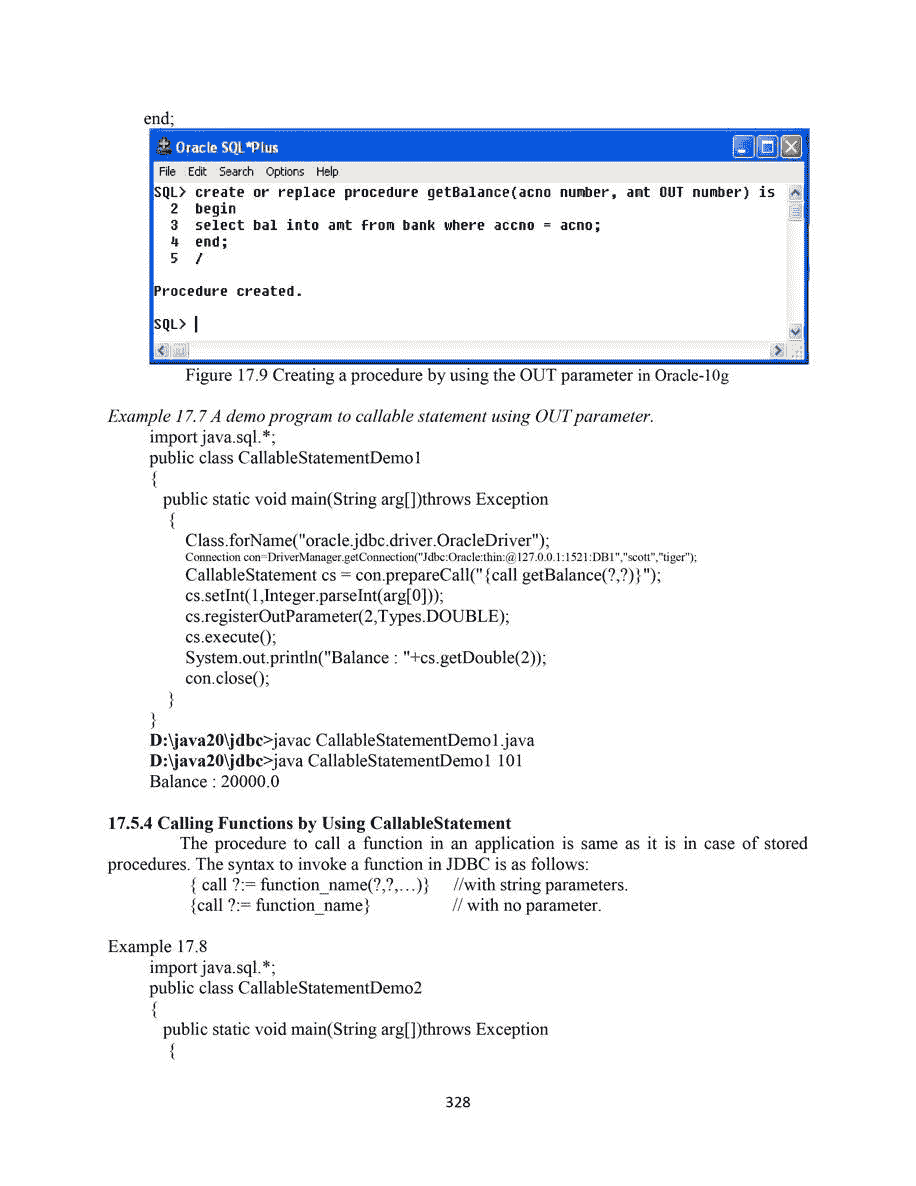 end;
Oracle SQL*Plus
File Edit Search Options Help
SQL> create or replace procedure getBalance(acno number, amt OUT number) is
2 begin
3 select bal into amt from bank where accno = acno;
4 end;
5 /
Procedure created.
SQL>
Figure 17.9 Creating a procedure by using the OUT parameter in Oracle-10g
Example 17.7 A demo program to callable statement using OUT parameter.
import java.sql.*;
public class CallableStatementDemo1
{
public static void main(String arg[])throws Exception
{
Class.forName("oracle.jdbc.driver.OracleDriver");
Connection con=DriverManager.getConnection("Jdbc:Oracle:thin:@127.0.0.1:1521:DB1","scott","tiger");
CallableStatement cs = con.prepareCall("{call getBalance(?,?)}");
cs.setInt(1,Integer.parseInt(arg[0]));
cs.registerOutParameter(2,Types.DOUBLE);
cs.execute();
System.out.println("Balance : "+cs.getDouble(2));
con.close();
}
}
D:\java20\jdbc>javac CallableStatementDemo1.java
D:\java20\jdbc>java CallableStatementDemo1 101
Balance : 20000.0
17.5.4 Calling Functions by Using CallableStatement
The procedure to call a function in an application is same as it is in case of stored
procedures. The syntax to invoke a function in JDBC is as follows:
{ call ?:= function_name(?,?,…)} //with string parameters.
{call ?:= function_name} // with no parameter.
Example 17.8
import java.sql.*;
public class CallableStatementDemo2
{
public static void main(String arg[])throws Exception
{
328